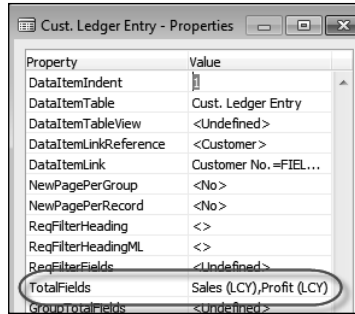 Cust. Ledger Entry - Properties
Property Value
DataItemIndent 1
DataItemTable Cust. Ledger Entry
DataItemTableView <Undefined>
DataItemLinkReference <Customer>
DataItemLink Customer No.=FIEL...
NewPagePerGroup <No>
NewPagePerRecord <No>
ReqFilterHeading <>
ReqFilterHeadingML <>
ReqFilterFields <Undefined>
TotalFields Sales (LCY),Profit (LCY)
GroupTotalFields <Undefined>